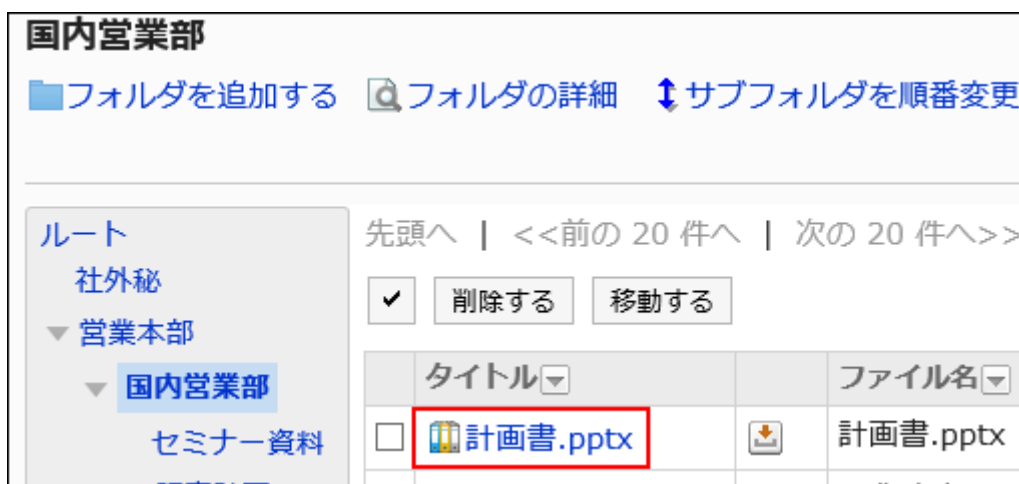 国内営業部
フォルダを追加する フォルダの詳細 サブフォルダを順番変更
ルート
社外秘
営業本部
国内営業部
セミナー資料
先頭へ | <<前の 20 件へ | 次の 20 件へ>>
削除する 移動する
タイトル ファイル名
計画書.pptx 計画書.pptx